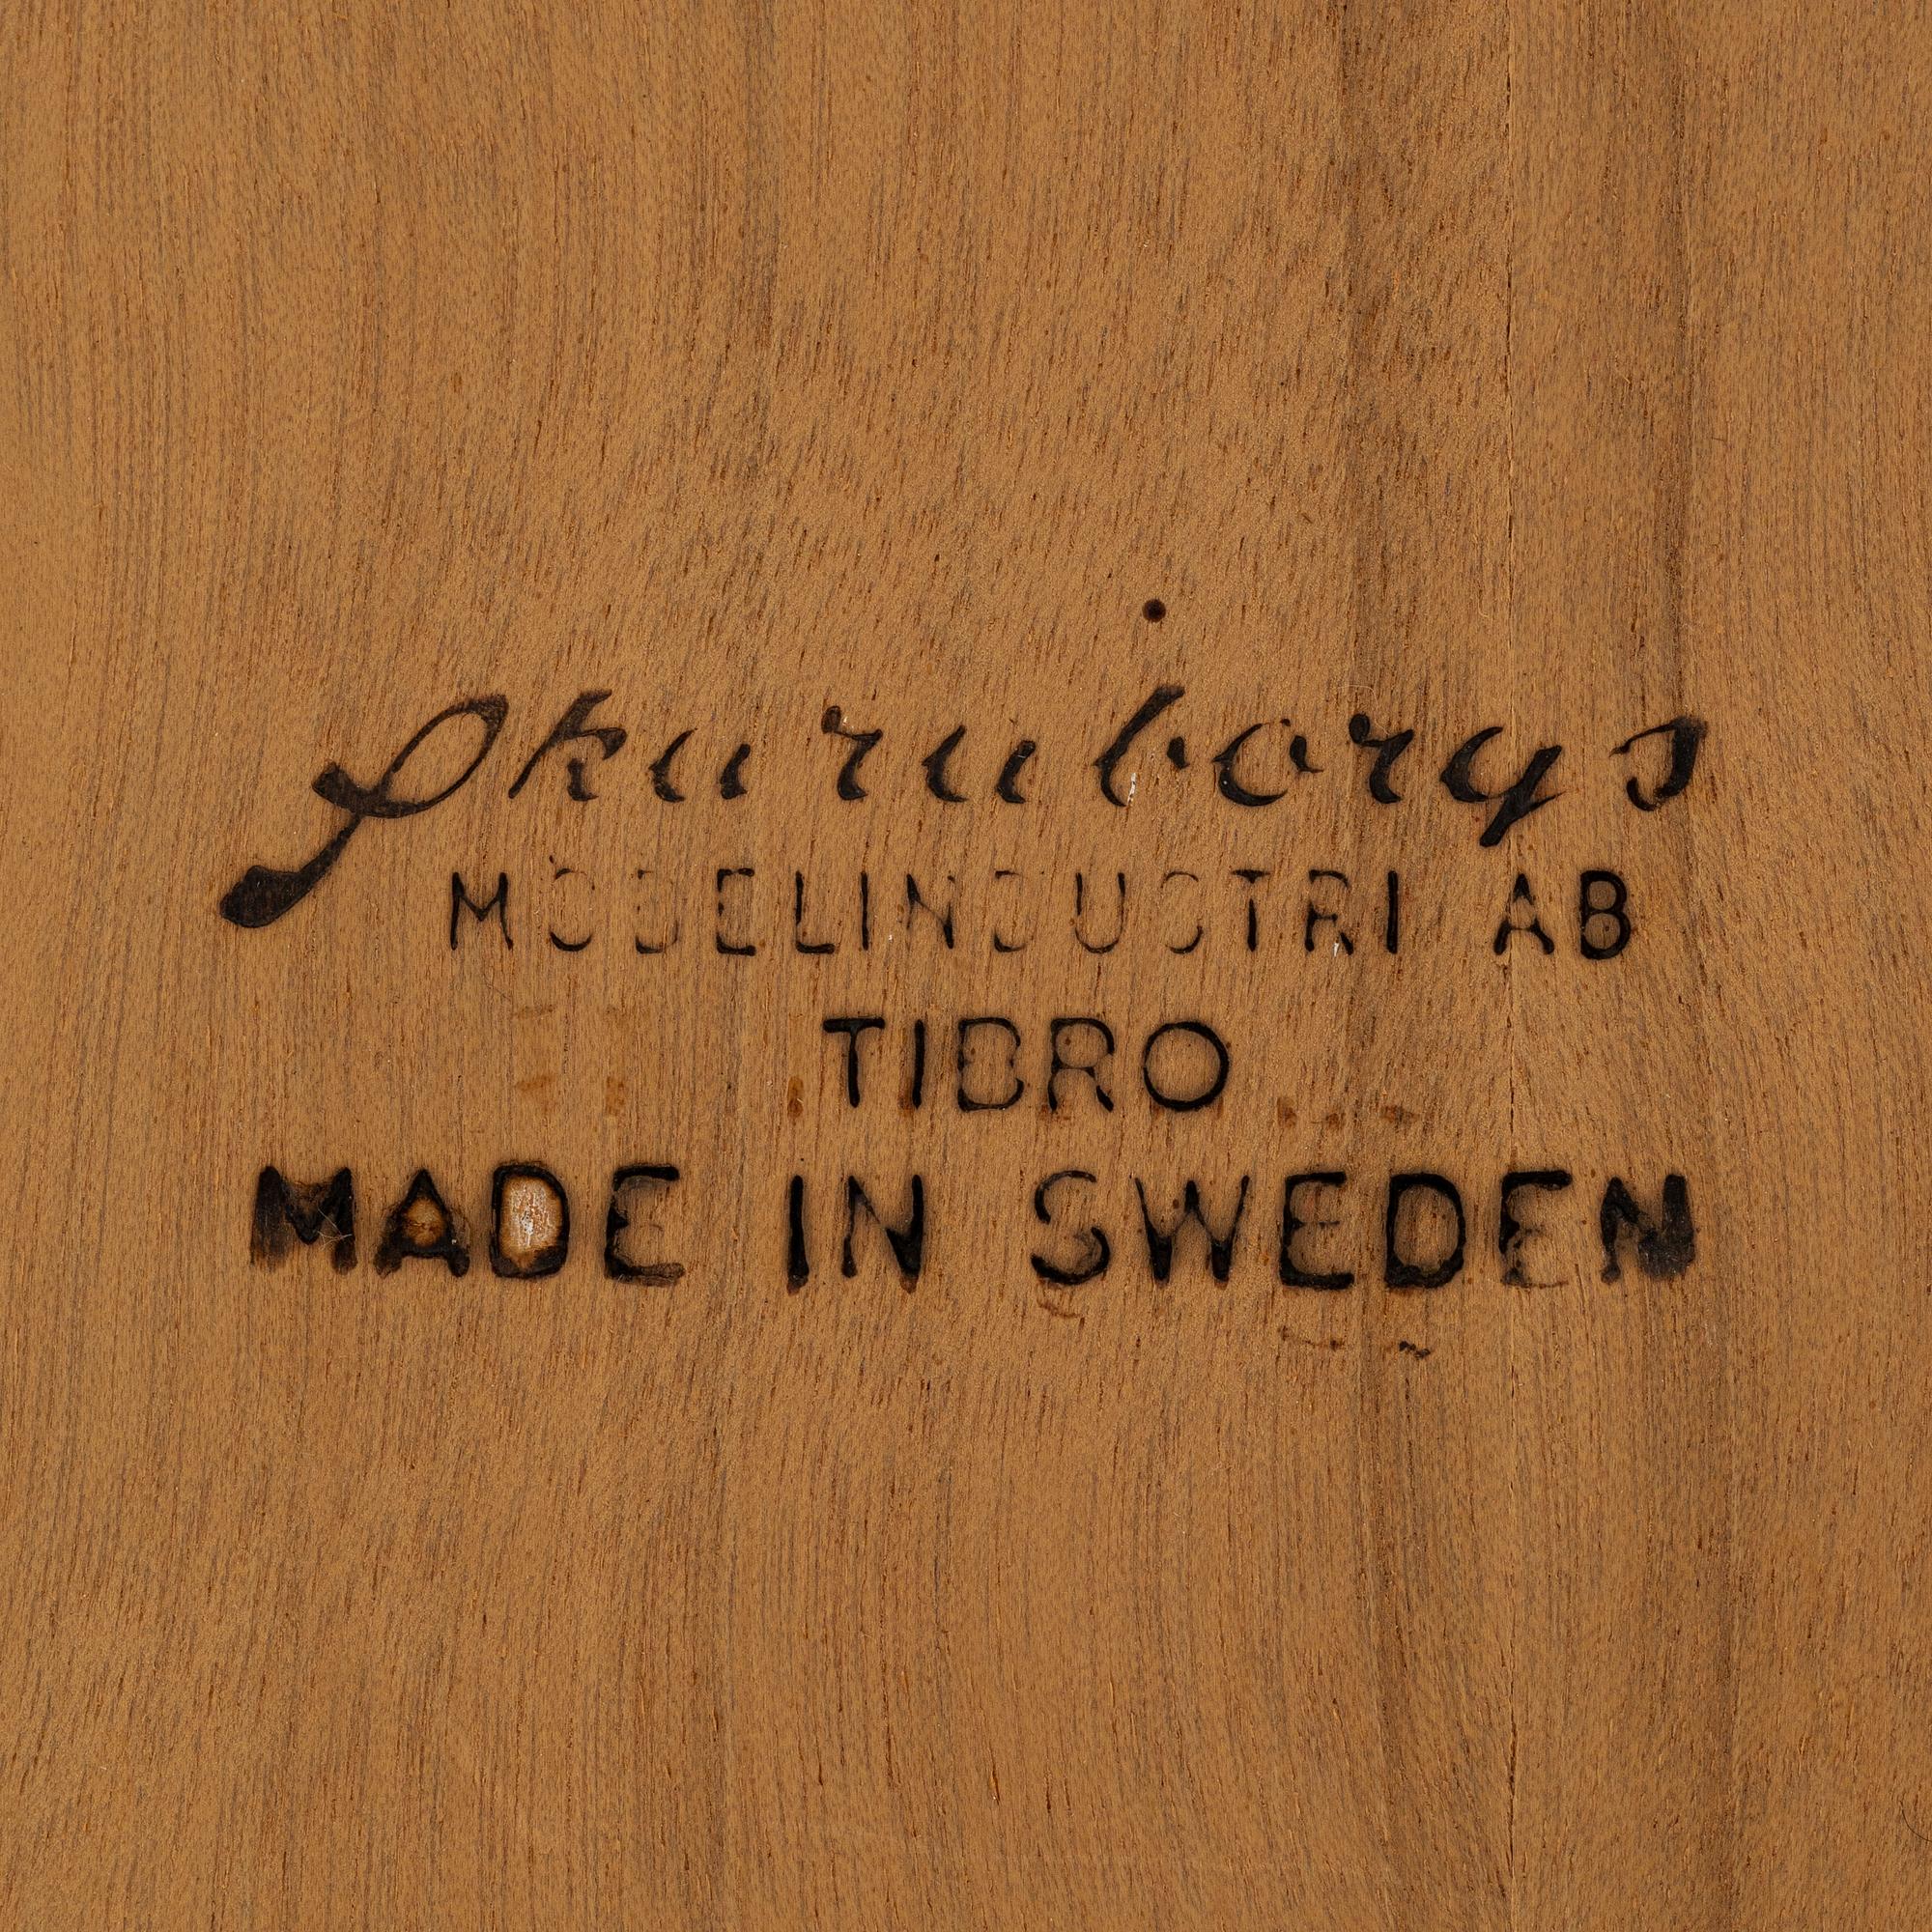 Skaraborgs
MÖBELINDUSTRI AB
TIBRO
MADE IN SWEDEN